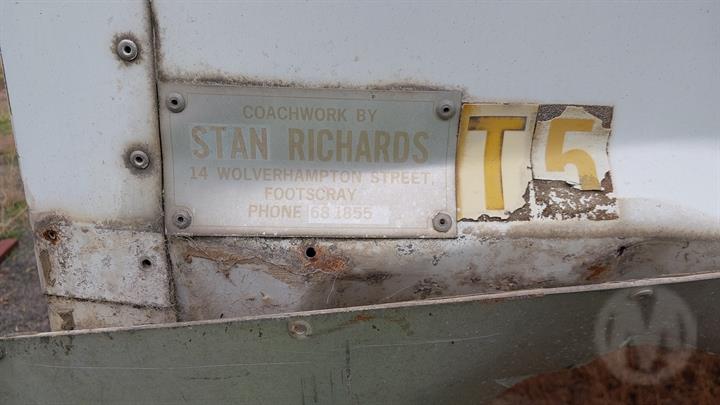 COACHWORK BY
STAN RICHARDS
14 WOLVERHAMPTON STREET,
FOOTSCRAY
PHONE 68 1855
T5
M